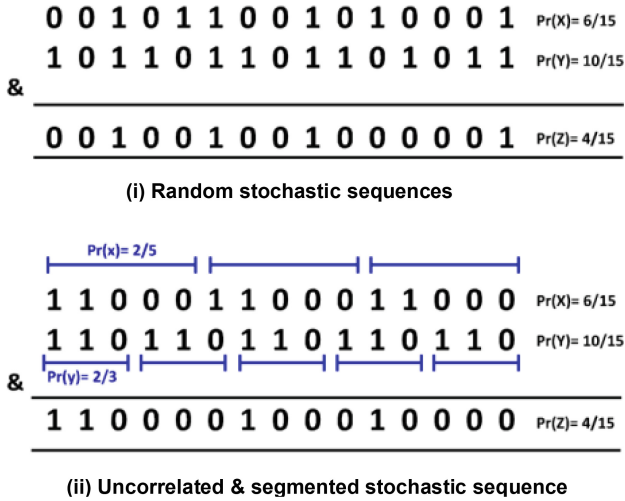 0 0 1 0 1 1 0 0 1 0 1 0 0 0 1 Pr(X)= 6/15
1 0 1 1 0 1 1 0 1 1 0 1 0 1 1 Pr(Y)= 10/15
&
0 0 1 0 0 1 0 0 1 0 0 0 0 0 1 Pr(Z)= 4/15
(i) Random stochastic sequences
Pr(x)= 2/5
1 1 0 0 0 1 1 0 0 0 1 1 0 0 0 Pr(X)= 6/15
1 1 0 1 1 0 1 1 0 1 1 0 1 1 0 Pr(Y)= 10/15
Pr(y)= 2/3
&
1 1 0 0 0 0 1 0 0 0 1 0 0 0 0 Pr(Z)= 4/15
(ii) Uncorrelated & segmented stochastic sequence